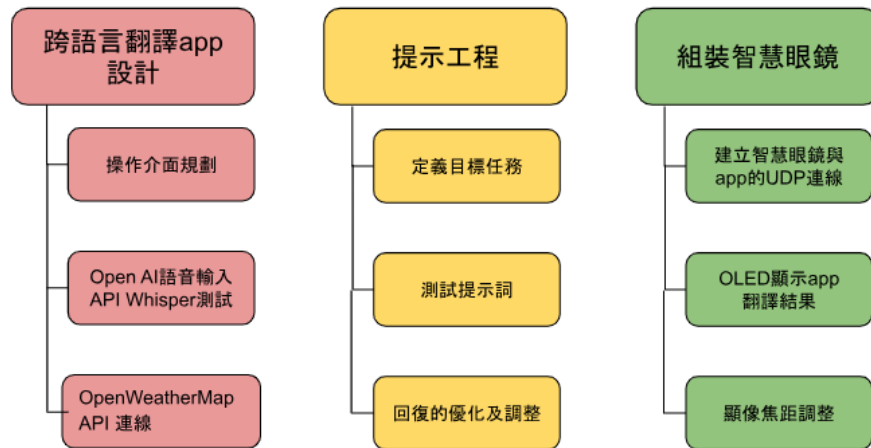 跨語言翻譯app
設計
操作介面規劃
Open AI語音輸入
API Whisper測試
OpenWeatherMap
API 連線
提示工程
定義目標任務
測試提示詞
回復的優化及調整
組裝智慧眼鏡
建立智慧眼鏡與
app的UDP連線
OLED顯示app
翻譯結果
顯像焦距調整